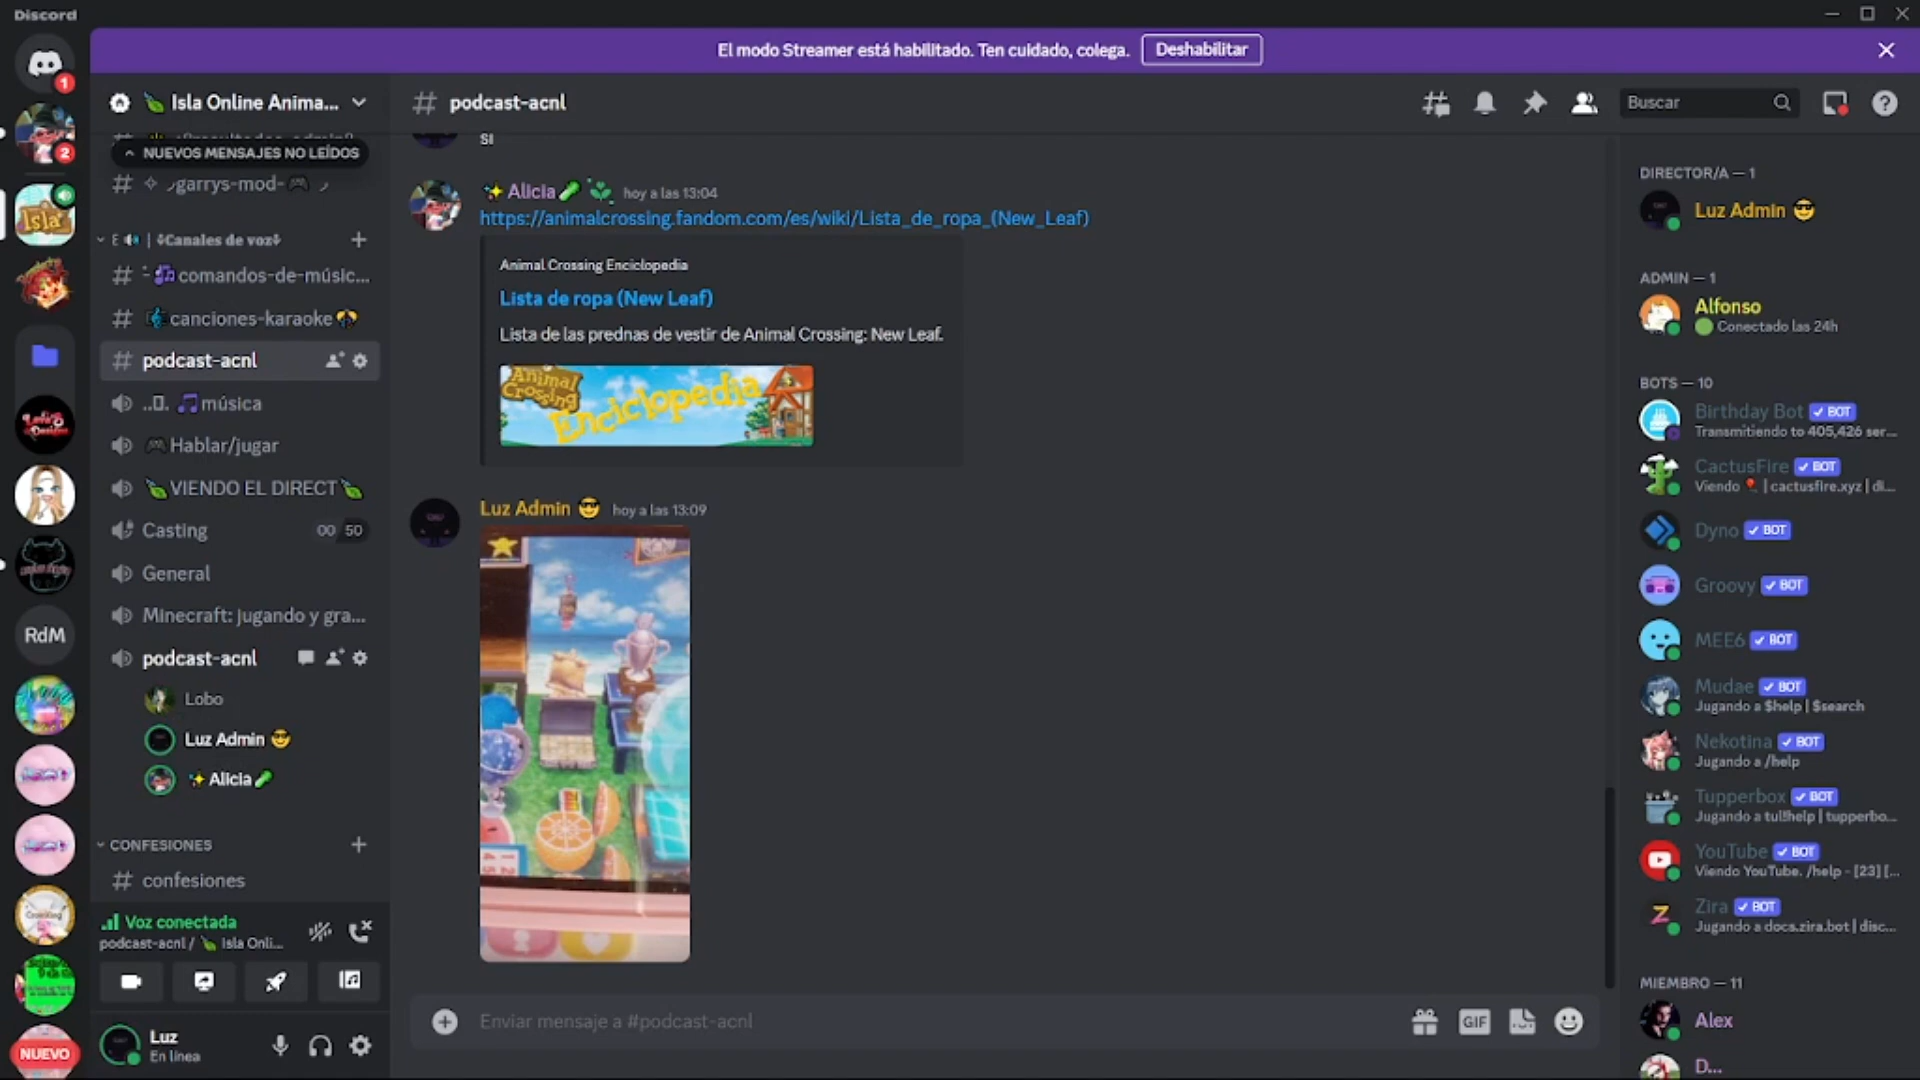 Discord
El modo Streamer está habilitado. Ten cuidado, colega.
Deshabilitar
1
2
Isla
RdM
NUEVO
Isla Online Anima...
NUEVOS MENSAJES NO LEÍDOS
garrys-mod-
E | Canales de voz
comandos-de-músic...
canciones-karaoke
podcast-acnl
música
Hablar/jugar
VIENDO EL DIRECT
Casting
00 50
General
Minecraft: jugando y gra...
podcast-acnl
Lobo
Luz Admin
Alicia
CONFESIONES
confesiones
Voz conectada
podcast-acnl / Isla Onli...
Luz
En línea
podcast-acnl
Buscar
si
Alicia hoy a las 13:04
https://animalcrossing.fandom.com/es/wiki/Lista_de_ropa_(New_Leaf)
Animal Crossing Enciclopedia
Lista de ropa (New Leaf)
Lista de las prednas de vestir de Animal Crossing: New Leaf.
Animal
Crossing
Enciclopedia
Luz Admin hoy a las 13:09
Enviar mensaje a #podcast-acnl
GIF
DIRECTOR/A — 1
Luz Admin
ADMIN — 1
Alfonso
Conectado las 24h
BOTS — 10
Birthday Bot BOT
Transmitiendo to 405,426 ser...
CactusFire BOT
Viendo | cactusfire.xyz | di...
Dyno BOT
Groovy BOT
MEE6 BOT
Mudae BOT
Jugando a $help | $search
Nekotina BOT
Jugando a /help
Tupperbox BOT
Jugando a tul!help | tupperbo...
YouTube BOT
Viendo YouTube. /help - [23] [...
Zira BOT
Jugando a docs.zira.bot | disc...
MIEMBRO — 11
Alex
D...